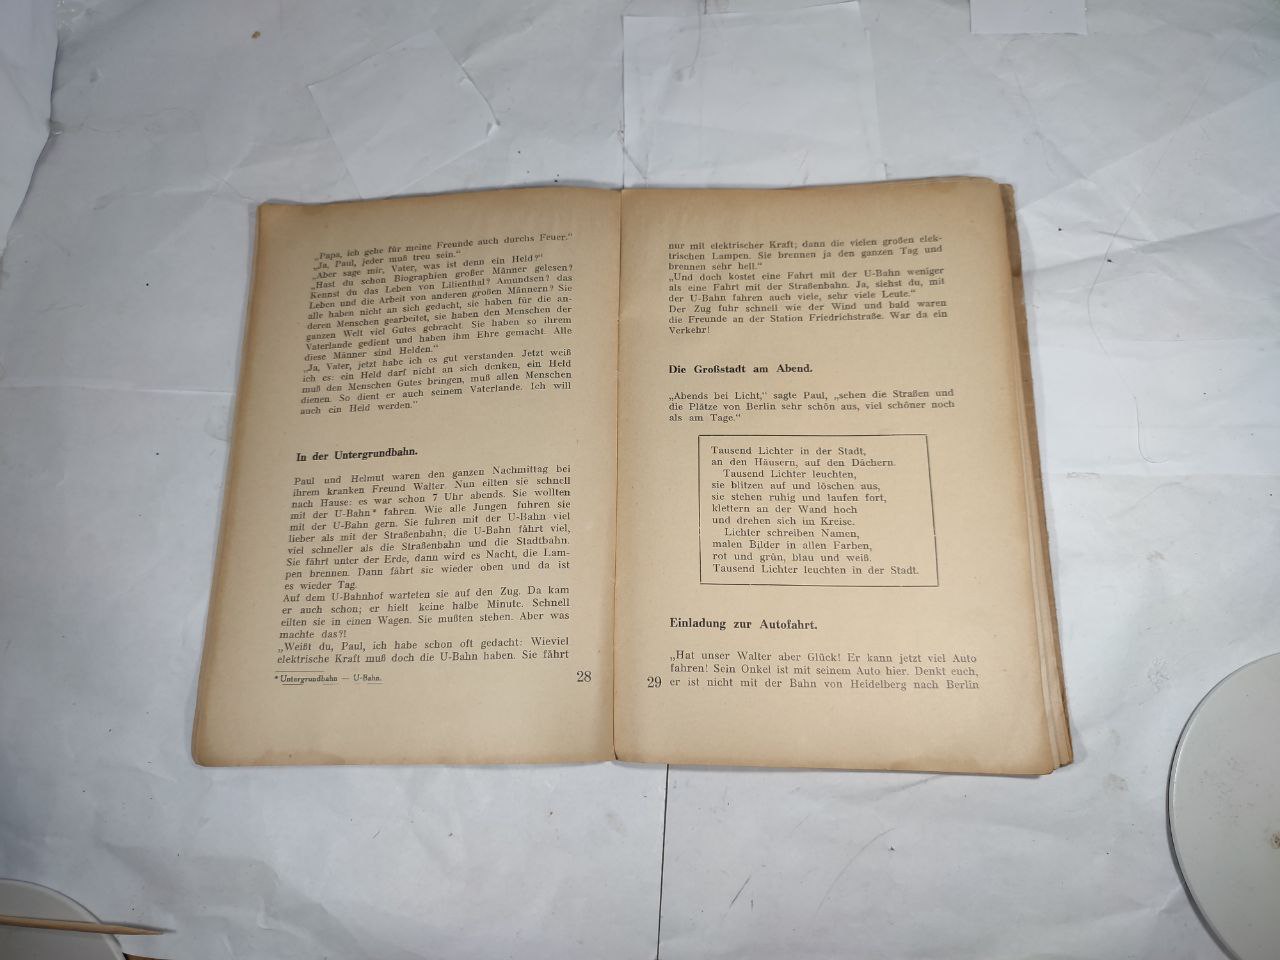 „Papa, ich gehe für meine Freunde auch durchs Feuer.“
„Ja, Paul, jeder muß treu sein.“
„Aber sage mir, Vater, was ist denn ein Held?“
„Hast du schon Biographien großer Männer gelesen?
Kennst du das Leben von Lilienthal? Amundsen? das
Leben und die Arbeit von anderen großen Männern? Sie
alle haben nicht an sich gedacht, sie haben für die an-
deren Menschen gearbeitet, sie haben den Menschen der
ganzen Welt viel Gutes gebracht. Sie haben so ihrem
Vaterlande gedient und haben ihm Ehre gemacht. Alle
diese Männer sind Helden.“
„Ja, Vater, jetzt habe ich es gut verstanden. Jetzt weiß
ich es: ein Held darf nicht an sich denken, ein Held
muß den Menschen Gutes bringen, muß allen Menschen
dienen. So dient er auch seinem Vaterlande. Ich will
auch ein Held werden.“
In der Untergrundbahn.
Paul und Helmut waren den ganzen Nachmittag bei
ihrem kranken Freund Walter. Nun eilten sie schnell
nach Hause: es war schon 7 Uhr abends. Sie wollten
mit der U-Bahn* fahren. Wie alle Jungen fuhren sie
mit der U-Bahn gern. Sie fuhren mit der U-Bahn viel
lieber als mit der Straßenbahn; die U-Bahn fährt viel,
viel schneller als die Straßenbahn und die Stadtbahn.
Sie fährt unter der Erde, dann wird es Nacht, die Lam-
pen brennen. Dann fährt sie wieder oben und da ist
es wieder Tag.
Auf dem U-Bahnhof warteten sie auf den Zug. Da kam
er auch schon; er hielt keine halbe Minute. Schnell
eilten sie in einen Wagen. Sie mußten stehen. Aber was
machte das?!
„Weißt du, Paul, ich habe schon oft gedacht: Wieviel
elektrische Kraft muß doch die U-Bahn haben. Sie fährt
* Untergrundbahn — U-Bahn.
28
nur mit elektrischer Kraft; dann die vielen großen elek-
trischen Lampen. Sie brennen ja den ganzen Tag und
brennen sehr hell.“
„Und doch kostet eine Fahrt mit der U-Bahn weniger
als eine Fahrt mit der Straßenbahn. Ja, siehst du, mit
der U-Bahn fahren auch viele, sehr viele Leute.“
Der Zug fuhr schnell wie der Wind und bald waren
die Freunde an der Station Friedrichstraße. War da ein
Verkehr!
Die Großstadt am Abend.
„Abends bei Licht,“ sagte Paul, „sehen die Straßen und
die Plätze von Berlin sehr schön aus, viel schöner noch
als am Tage.“
Tausend Lichter in der Stadt,
an den Häusern, auf den Dächern.
Tausend Lichter leuchten,
sie blitzen auf und löschen aus,
sie stehen ruhig und laufen fort,
klettern an der Wand hoch
und drehen sich im Kreise.
Lichter schreiben Namen,
malen Bilder in allen Farben,
rot und grün, blau und weiß.
Tausend Lichter leuchten in der Stadt.
Einladung zur Autofahrt.
„Hat unser Walter aber Glück! Er kann jetzt viel Auto
fahren! Sein Onkel ist mit seinem Auto hier. Denkt euch,
er ist nicht mit der Bahn von Heidelberg nach Berlin
29